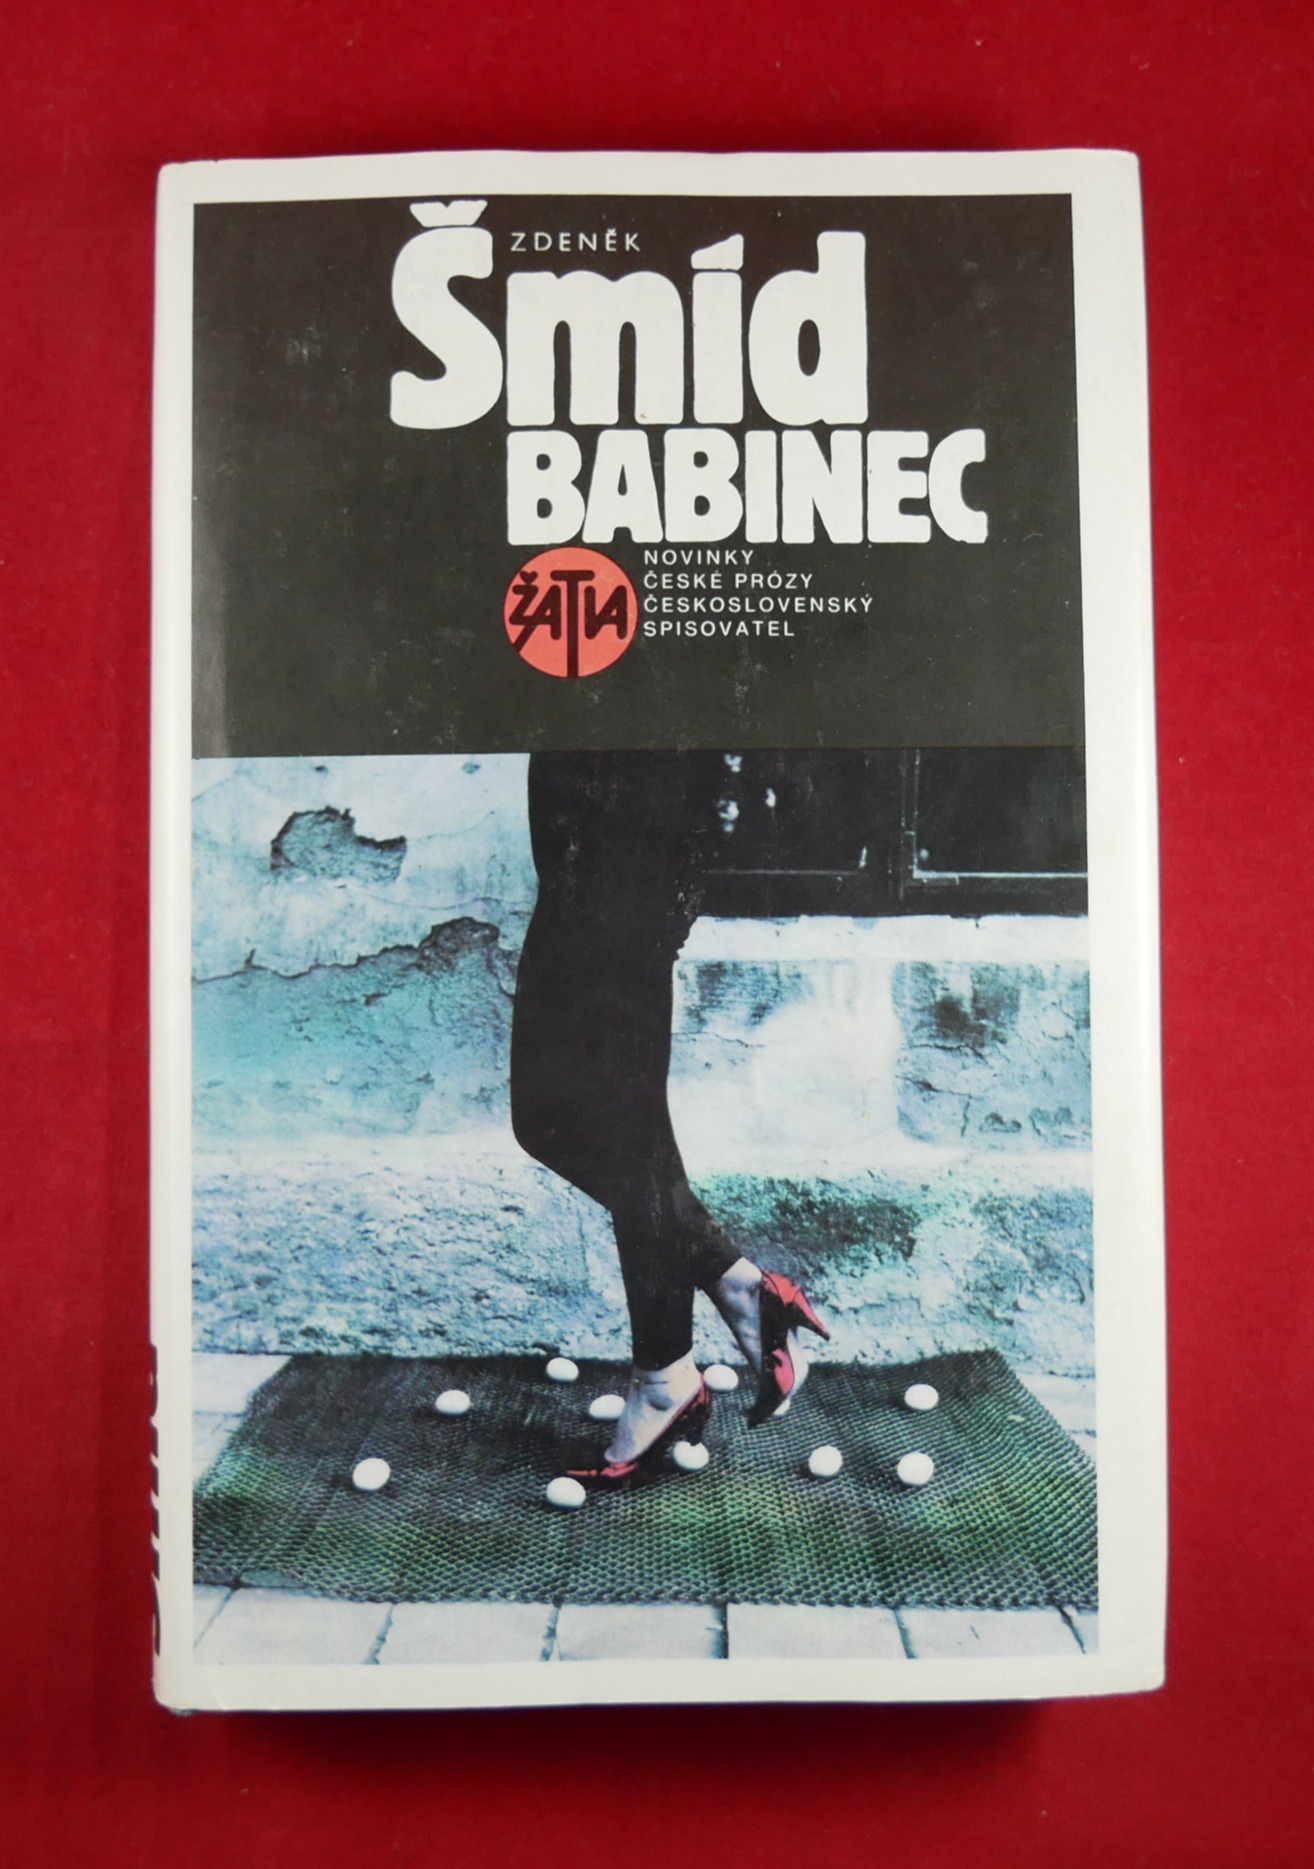 ZDENĚK
Šmíd
BABINEC
ŽATVA
NOVINKY
ČESKÉ PRÓZY
ČESKOSLOVENSKÝ
SPISOVATEL